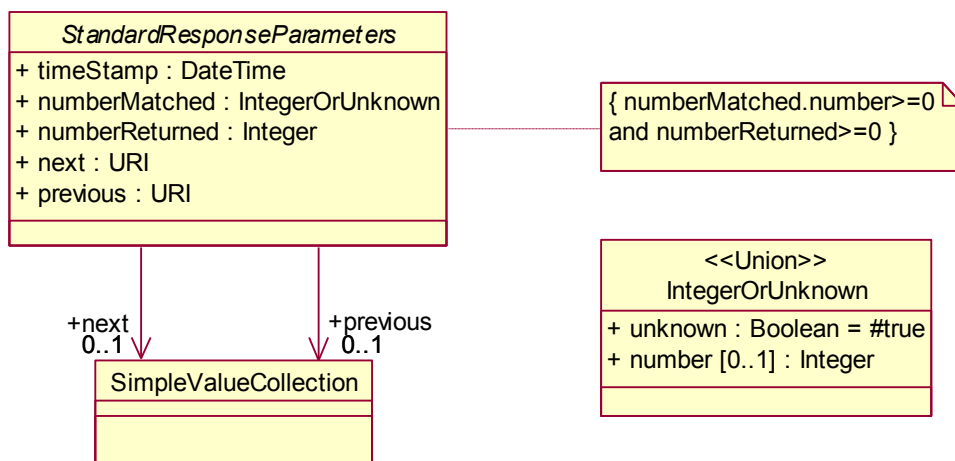 StandardResponseParameters
+ timeStamp : DateTime
+ numberMatched : IntegerOrUnknown
+ numberReturned : Integer
+ next : URI
+ previous : URI
{ numberMatched.number>=0
and numberReturned>=0 }
<<Union>>
IntegerOrUnknown
+ unknown : Boolean = #true
+ number [0..1] : Integer
+next
0..1
+previous
0..1
SimpleValueCollection